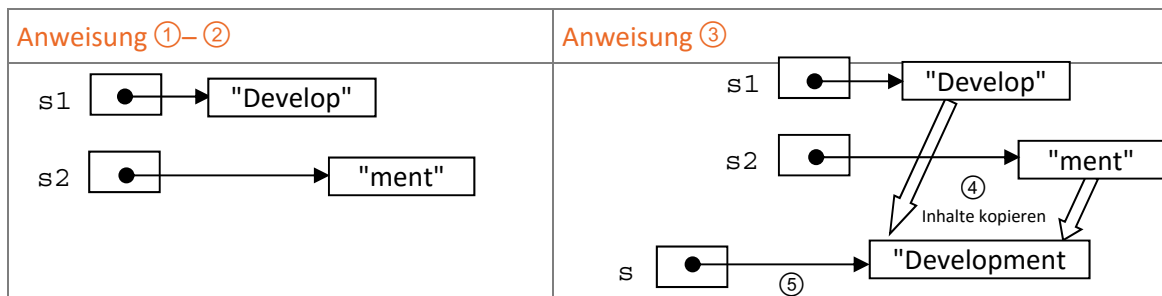 Anweisung ①– ②
s1 "Develop"
s2 "ment"
Anweisung ③
s1 "Develop"
s2 "ment"
④
Inhalte kopieren
s "Development
⑤